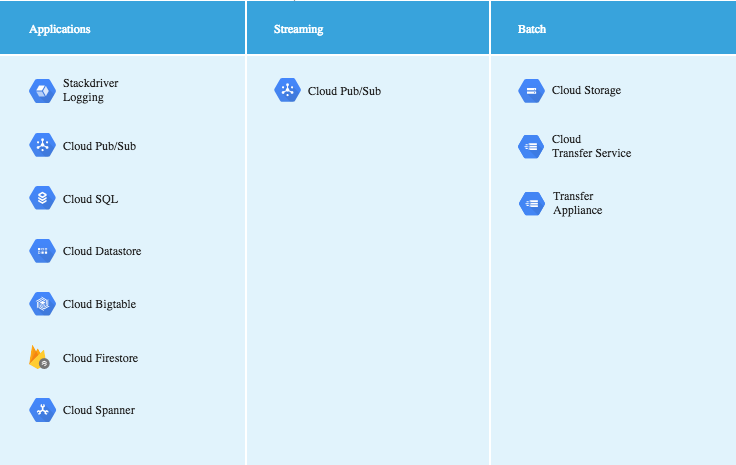 Applications
Stackdriver
Logging
Cloud Pub/Sub
Cloud SQL
Cloud Datastore
Cloud Bigtable
Cloud Firestore
Cloud Spanner
Streaming
Cloud Pub/Sub
Batch
Cloud Storage
Cloud
Transfer Service
Transfer
Appliance